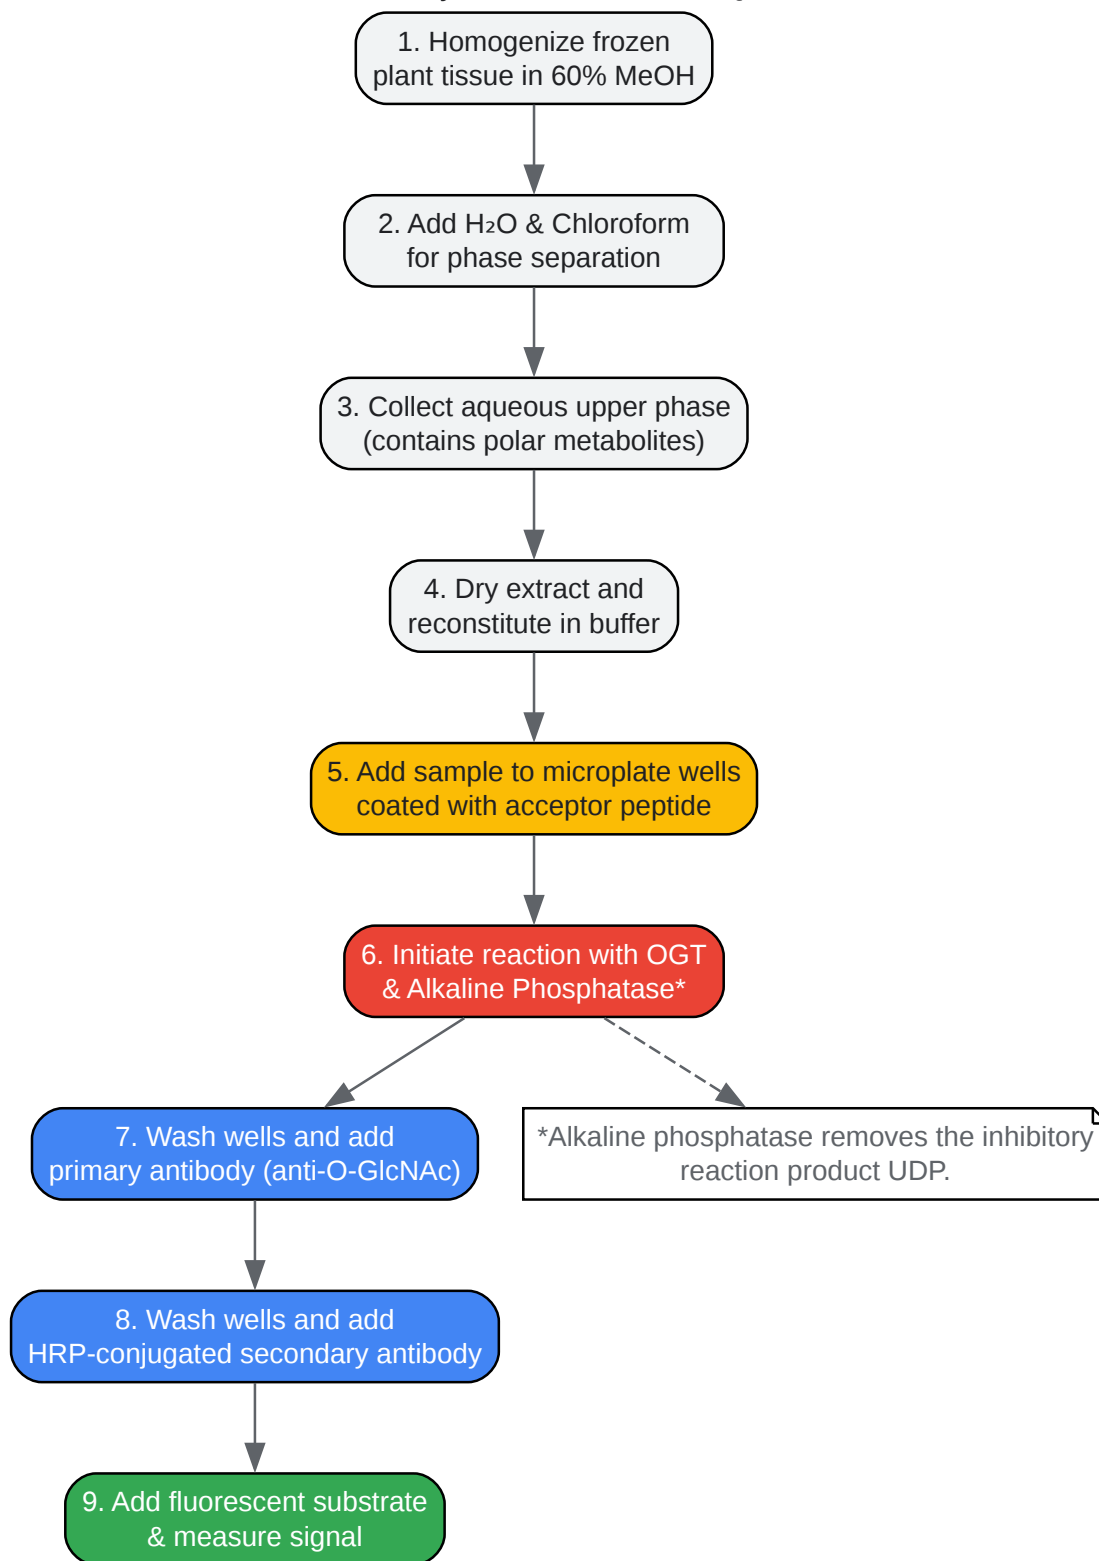 1. Homogenize frozen
plant tissue in 60% MeOH
2. Add H₂O & Chloroform
for phase separation
3. Collect aqueous upper phase
(contains polar metabolites)
4. Dry extract and
reconstitute in buffer
5. Add sample to microplate wells
coated with acceptor peptide
6. Initiate reaction with OGT
& Alkaline Phosphatase*
7. Wash wells and add
primary antibody (anti-O-GlcNAc)
*Alkaline phosphatase removes the inhibitory
reaction product UDP.
8. Wash wells and add
HRP-conjugated secondary antibody
9. Add fluorescent substrate
& measure signal